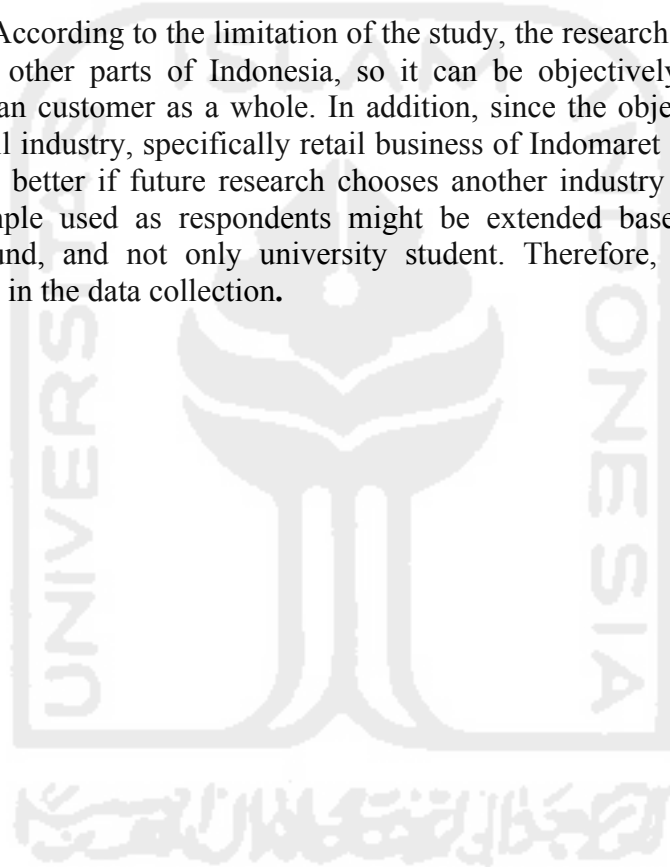 According to the limitation of the study, the research
other parts of Indonesia, so it can be objectively
an customer as a whole. In addition, since the obje
l industry, specifically retail business of Indomaret
better if future research chooses another industry
ple used as respondents might be extended base
und, and not only university student. Therefore,
in the data collection.
ISLAM
UNIVERSITAS
INDONESIA